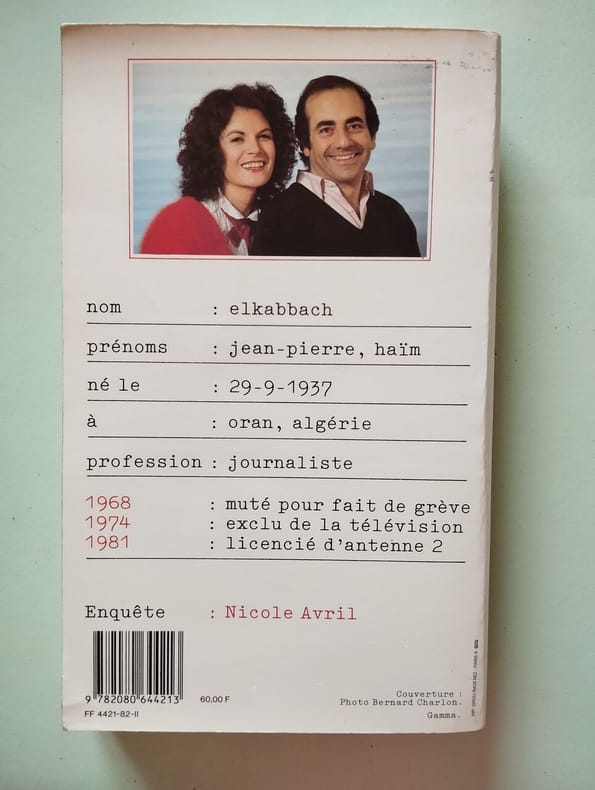 nom : elkabbach
prénoms : jean-pierre, haïm
né le : 29-9-1937
à : oran, algérie
profession : journaliste
1968 : muté pour fait de grève
1974 : exclu de la télévision
1981 : licencié d'antenne 2
Enquête : Nicole Avril
9 782080 644213
60,00 F
FF 4421-82-II
Couverture :
Photo Bernard Charlon.
Gamma.